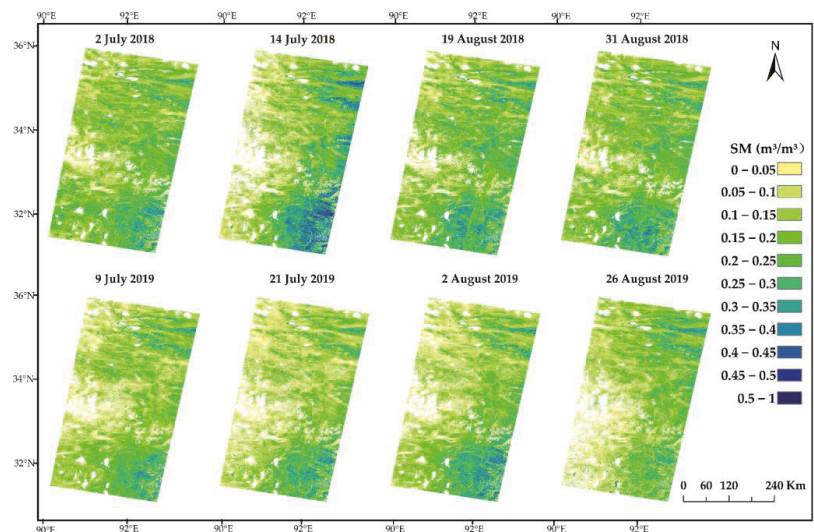 90°E 92°E 90°E 92°E 90°E 92°E 90°E 92°E
2 July 2018 14 July 2018 19 August 2018 31 August 2018
36°N
34°N
32°N
N
SM (m³/m³)
0 – 0.05
0.05 – 0.1
0.1 – 0.15
0.15 – 0.2
0.2 – 0.25
0.25 – 0.3
0.3 – 0.35
0.35 – 0.4
0.4 – 0.45
0.45 – 0.5
0.5 – 1
9 July 2019 21 July 2019 2 August 2019 26 August 2019
36°N
34°N
32°N
0 60 120 240 Km
90°E 92°E 90°E 92°E 90°E 92°E 90°E 92°E